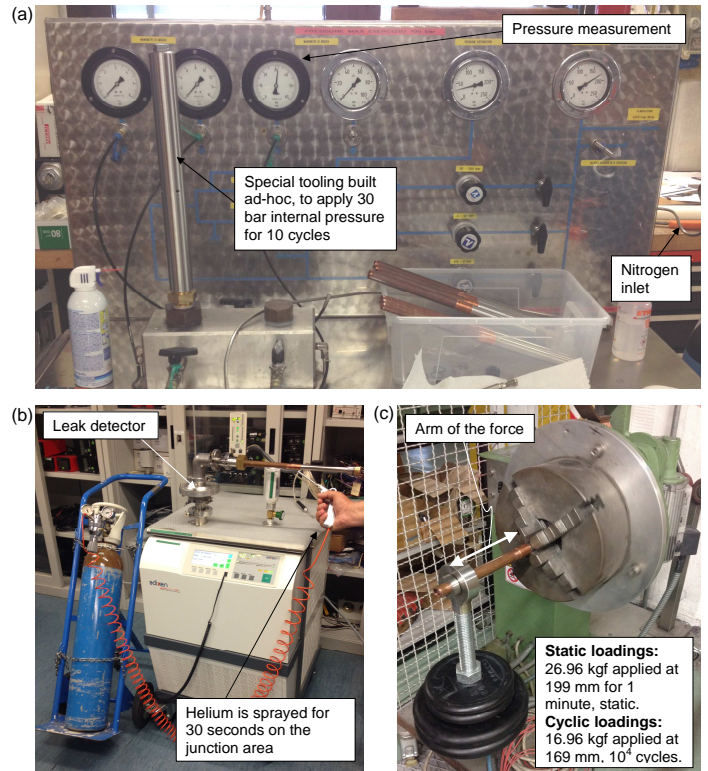 (a)
Pressure measurement
Special tooling built
ad-hoc, to apply 30
bar internal pressure
for 10 cycles
Nitrogen
inlet
80
(b)
Leak detector
Helium is sprayed for
30 seconds on the
junction area
(c)
Arm of the force
Static loadings:
26.96 kgf applied at
199 mm for 1
minute, static.
Cyclic loadings:
16.96 kgf applied at
169 mm, 10⁴ cycles.